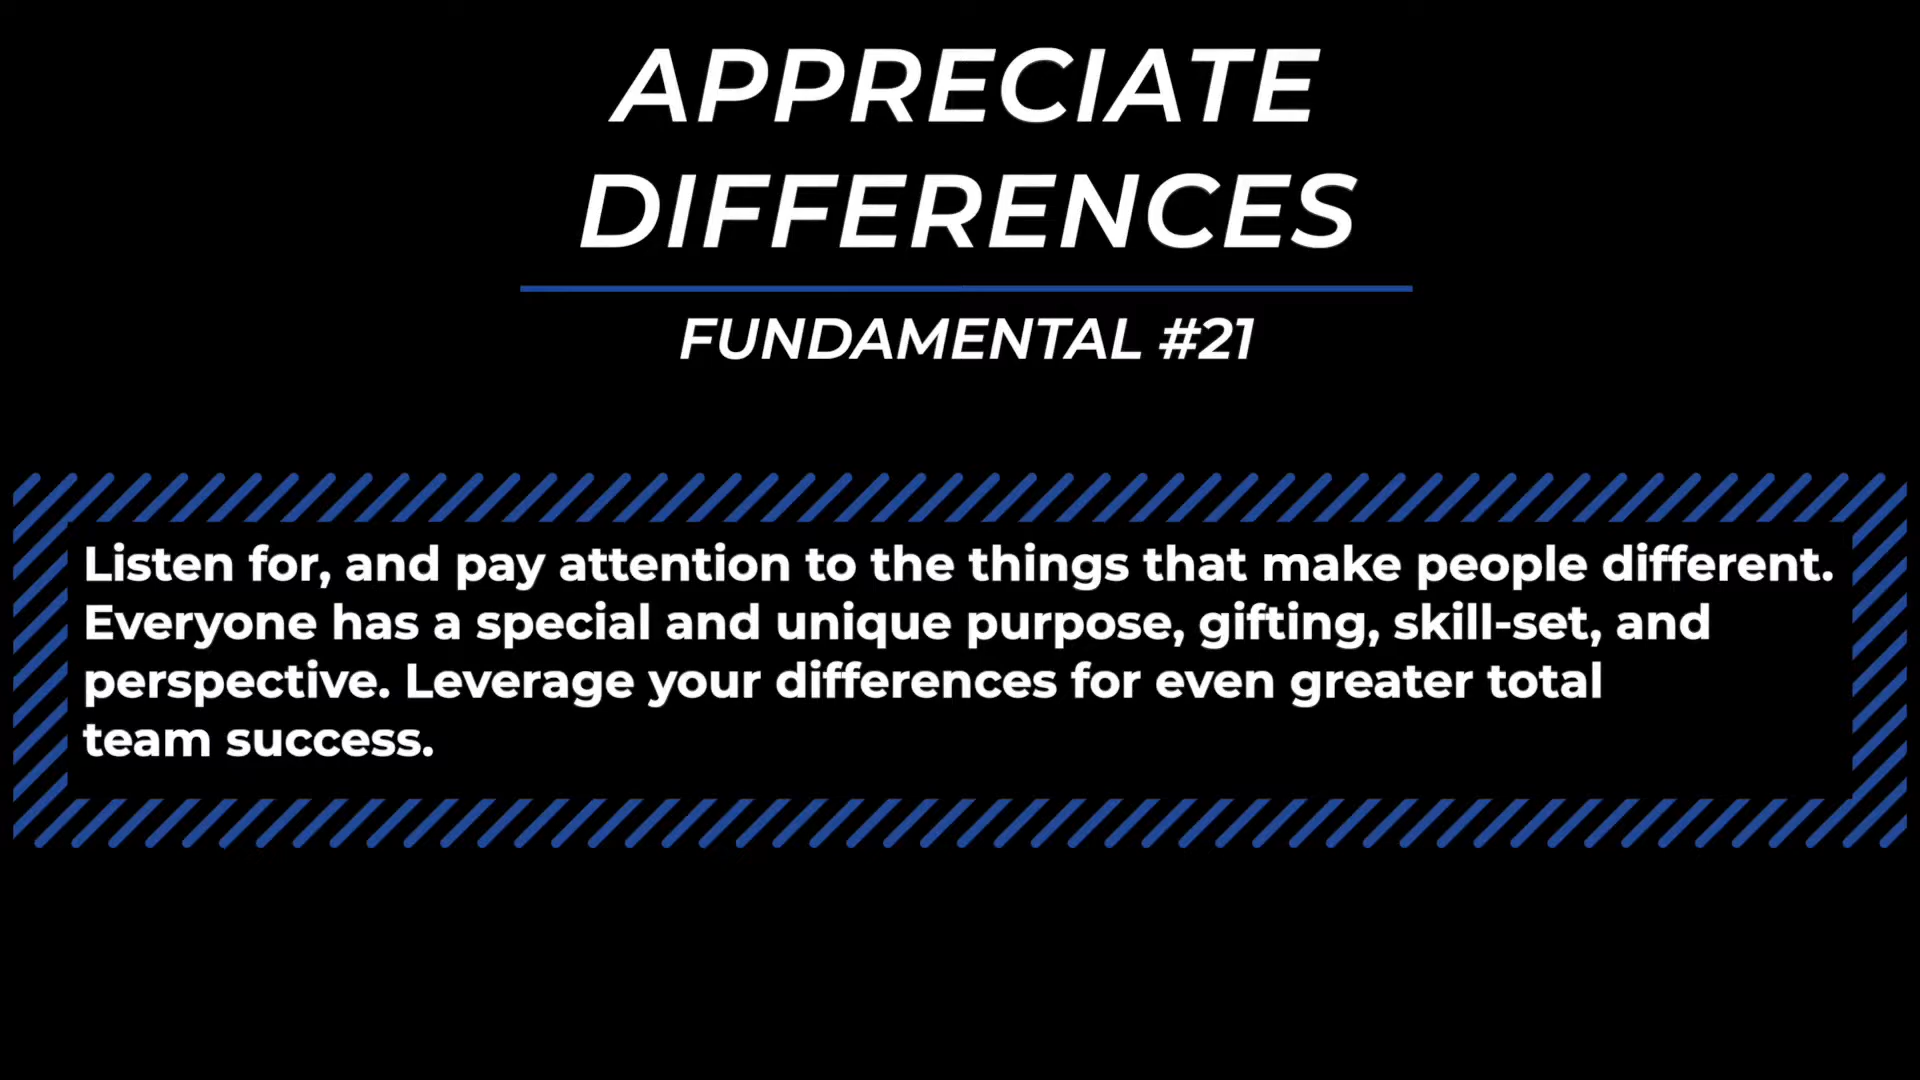 APPRECIATE
DIFFERENCES
FUNDAMENTAL #21
Listen for, and pay attention to the things that make people different.
Everyone has a special and unique purpose, gifting, skill-set, and
perspective. Leverage your differences for even greater total
team success.